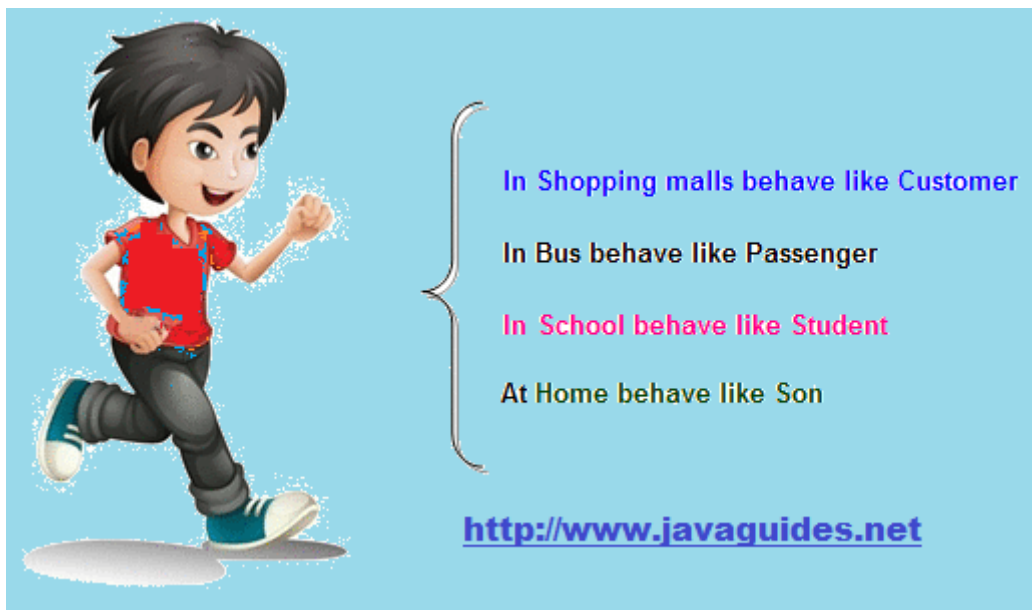 In Shopping malls behave like Customer
In Bus behave like Passenger
In School behave like Student
At Home behave like Son
http://www.javaguides.net